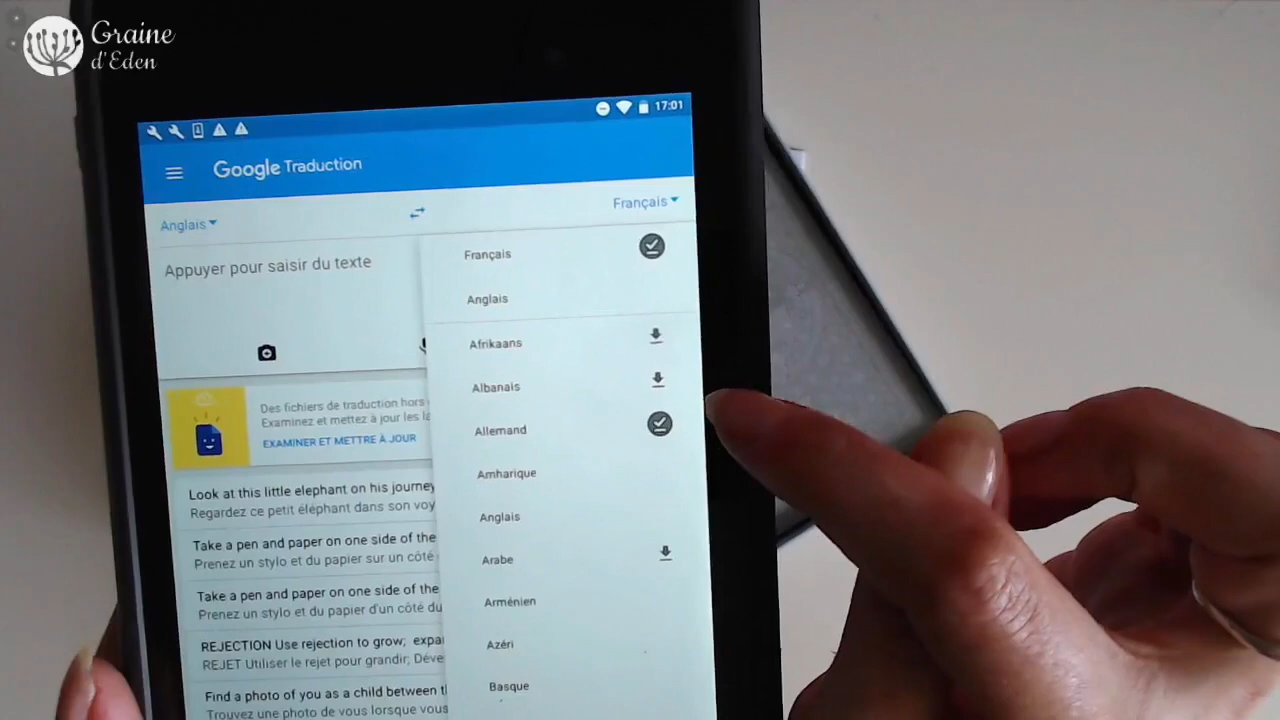 Graine
d'Eden
17:01
Google Traduction
Anglais
Français
Appuyer pour saisir du texte
Français
Anglais
Afrikaans
Albanais
Allemand
Amharique
Anglais
Arabe
Arménien
Azéri
Basque
Des fichiers de traduction hors
Examinez et mettez à jour les
EXAMINER ET METTRE À JOUR
Look at this little elephant on his journey
Regardez ce petit éléphant dans son voy
Take a pen and paper on one side of the
Prenez un stylo et du papier sur un côté
Take a pen and paper on one side of the
Prenez un stylo et du papier d'un côté du
REJECTION Use rejection to grow; expa
REJET Utiliser le rejet pour grandir; Déve
Find a photo of you as a child between t
Trouvez une photo de vous lorsque vous